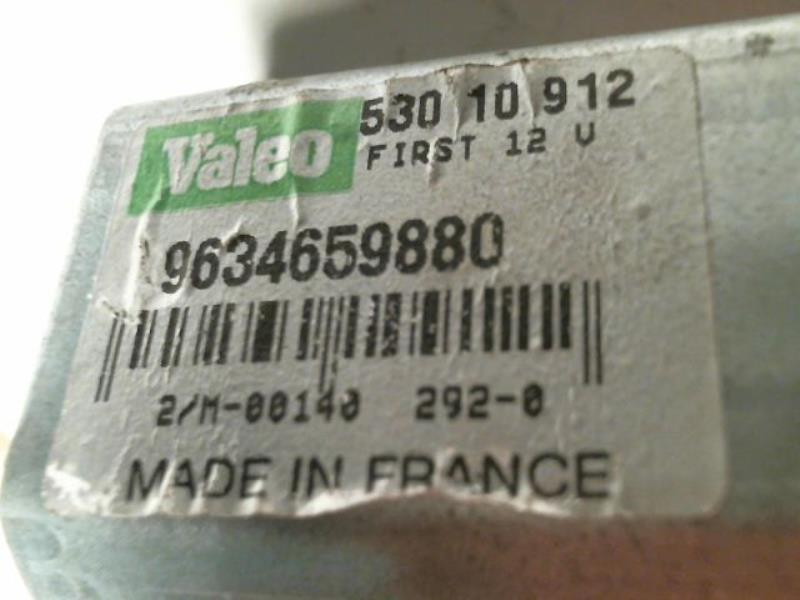 Valeo 530 10 912
FIRST 12 V
9634659880
2/M-00140 292-0
MADE IN FRANCE